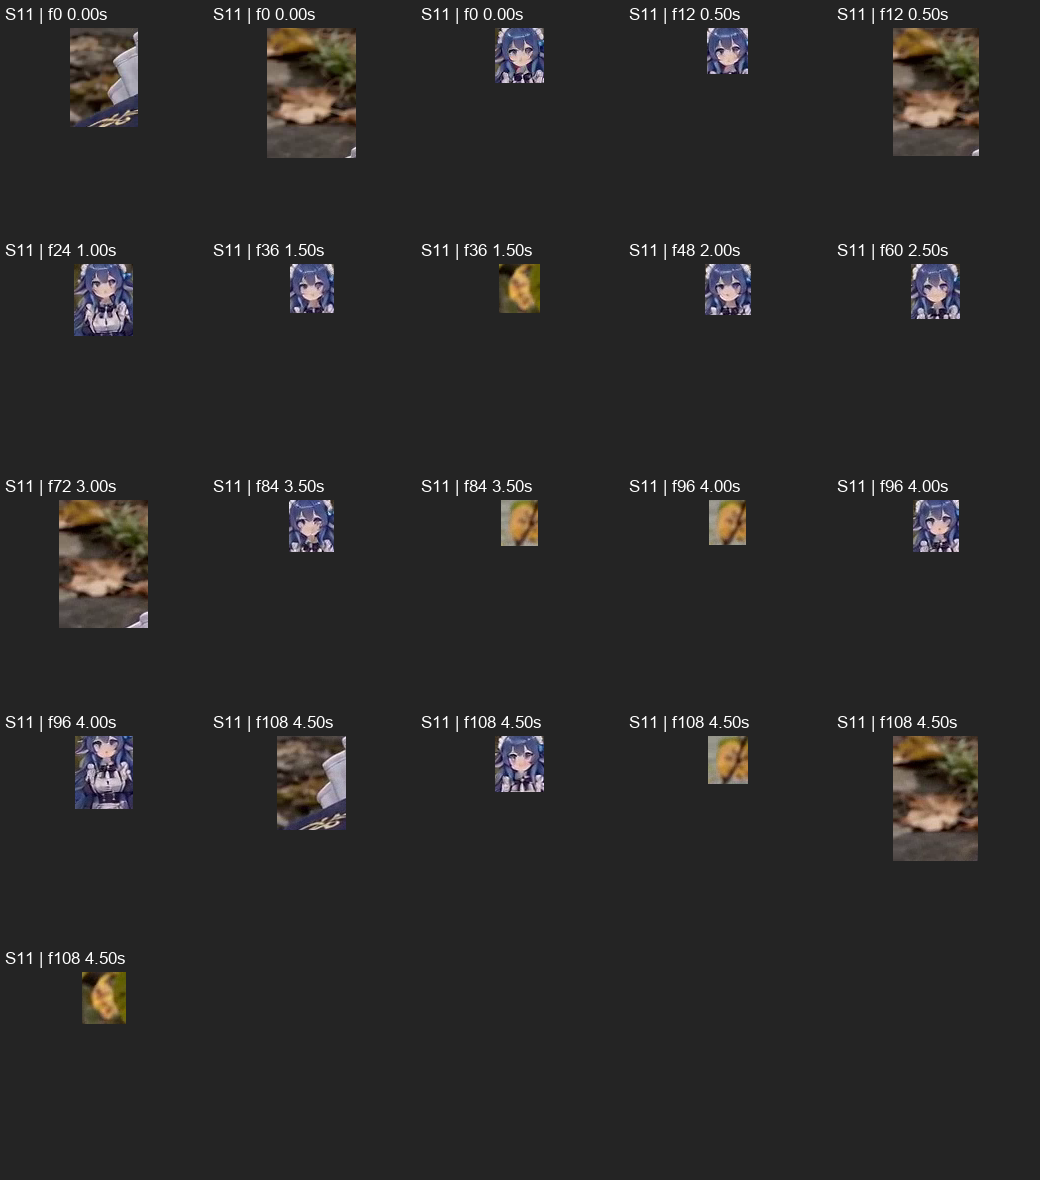 S11 | f0 0.00s
S11 | f0 0.00s
S11 | f0 0.00s
S11 | f12 0.50s
S11 | f12 0.50s
S11 | f24 1.00s
S11 | f36 1.50s
S11 | f36 1.50s
S11 | f48 2.00s
S11 | f60 2.50s
S11 | f72 3.00s
S11 | f84 3.50s
S11 | f84 3.50s
S11 | f96 4.00s
S11 | f96 4.00s
S11 | f96 4.00s
S11 | f108 4.50s
S11 | f108 4.50s
S11 | f108 4.50s
S11 | f108 4.50s
S11 | f108 4.50s